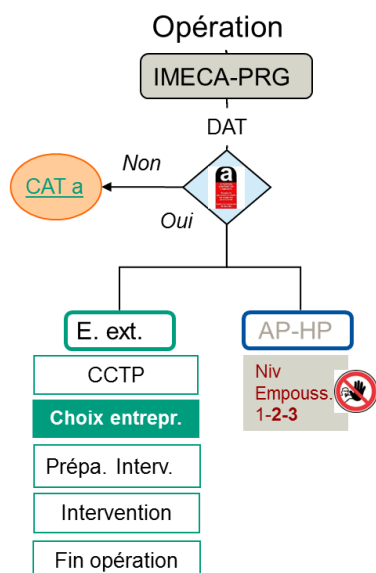 Opération
IMECA-PRG
DAT
Non
CAT a
a
Oui
E. ext.
AP-HP
CCTP
Niv
Empouss.
1-2-3
Choix entrepr.
Prépa. Interv.
Intervention
Fin opération